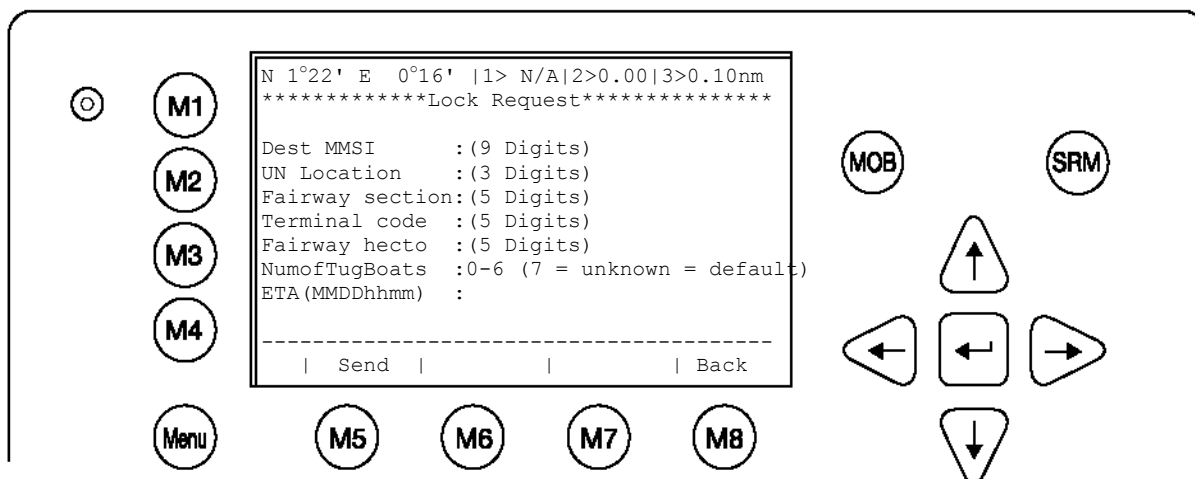 N 1°22' E  0°16' |1> N/A|2>0.00|3>0.10nm
*************Lock Request***************
Dest MMSI      :(9 Digits)
UN Location    :(3 Digits)
Fairway section:(5 Digits)
Terminal code  :(5 Digits)
Fairway hecto  :(5 Digits)
NumofTugBoats  :0-6 (7 = unknown = default)
ETA(MMDDhhmm)  :
----------------------------------------
| Send | | | Back
M1
M2
M3
M4
MOB
SRM
Menu
M5
M6
M7
M8